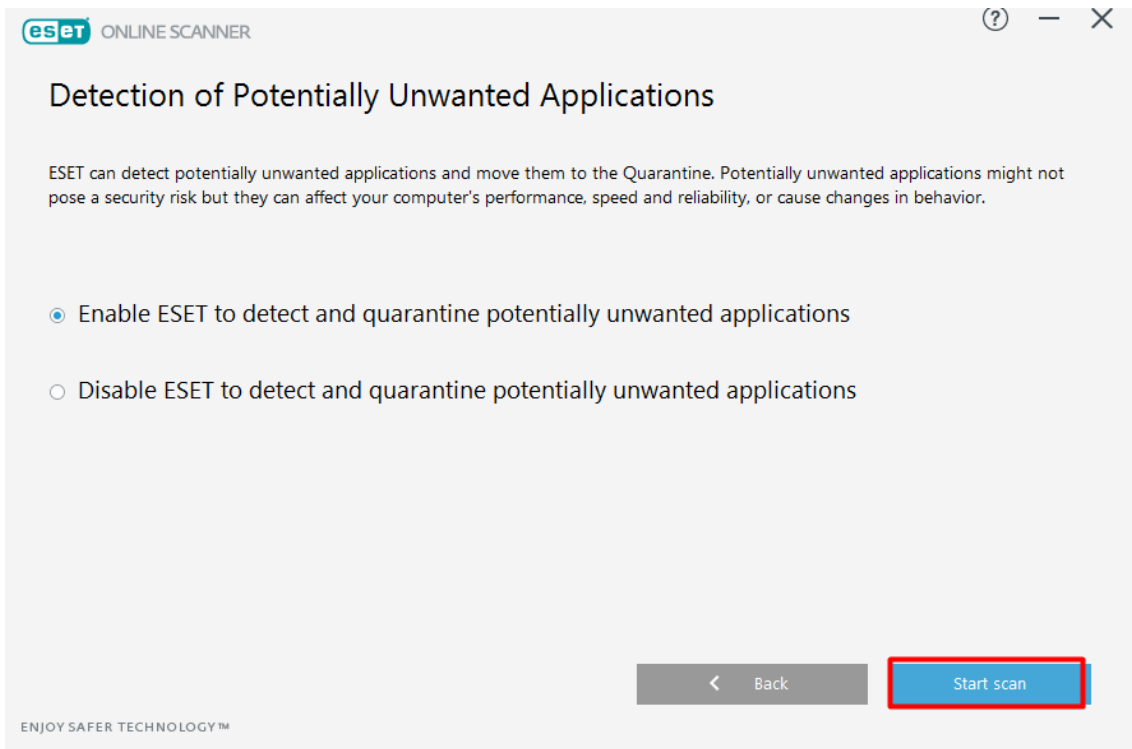 eseT ONLINE SCANNER
Detection of Potentially Unwanted Applications
ESET can detect potentially unwanted applications and move them to the Quarantine. Potentially unwanted applications might not
pose a security risk but they can affect your computer's performance, speed and reliability, or cause changes in behavior.
Enable ESET to detect and quarantine potentially unwanted applications
Disable ESET to detect and quarantine potentially unwanted applications
Back
Start scan
ENJOY SAFER TECHNOLOGY™